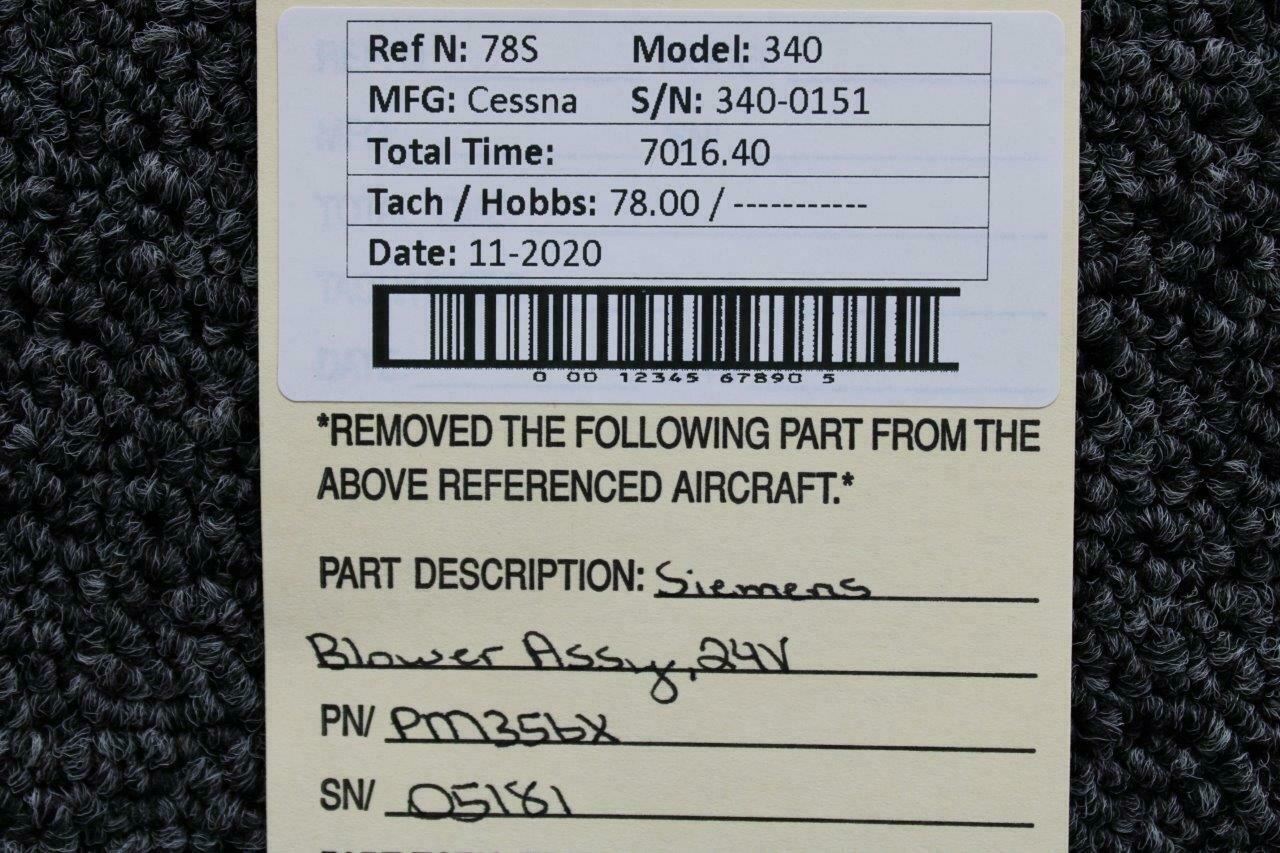 Ref N: 78S Model: 340
MFG: Cessna S/N: 340-0151
Total Time: 7016.40
Tach / Hobbs: 78.00 / -----------
Date: 11-2020
0 00 12345 67890 5
*REMOVED THE FOLLOWING PART FROM THE
ABOVE REFERENCED AIRCRAFT.*
PART DESCRIPTION: Siemens
Blower Assy, 24V
PN/ PM356X
SN/ 05181